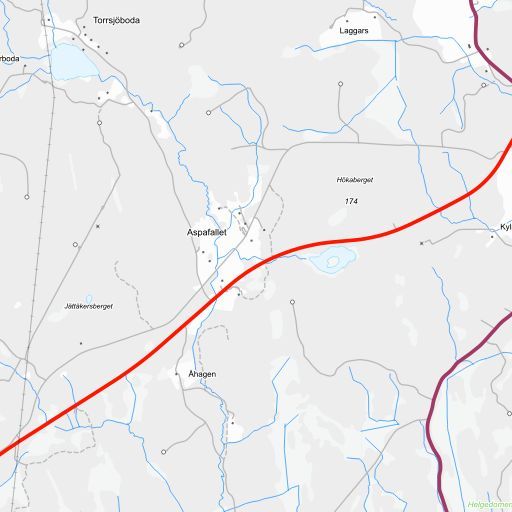 Torrsjöboda
Laggars
rboda
Hökaberget
174
Aspafallet
Kyl
Jättåkersberget
Åhagen
Helgedomen